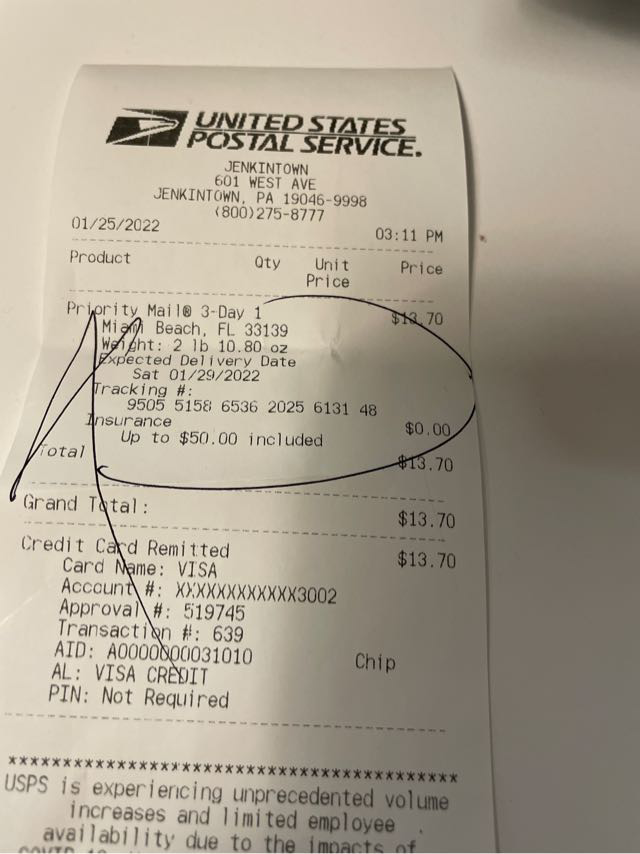 UNITED STATES
POSTAL SERVICE.
JENKINTOWN
601 WEST AVE
JENKINTOWN, PA 19046-9998
(800)275-8777
01/25/2022 03:11 PM
Product Qty Unit Price
Price
Priority Mail® 3-Day 1 $13.70
Miami Beach, FL 33139
Weight: 2 lb 10.80 oz
Expected Delivery Date
Sat 01/29/2022
Tracking #:
9505 5158 6536 2025 6131 48
Insurance $0.00
Up to $50.00 included
Total $13.70
Grand Total: $13.70
Credit Card Remitted $13.70
Card Name: VISA
Account #: XXXXXXXXXXXX3002
Approval #: 519745
Transaction #: 639
AID: A0000000031010 Chip
AL: VISA CREDIT
PIN: Not Required
******************************************
USPS is experiencing unprecedented volume
increases and limited employee
availability due to the impacts of